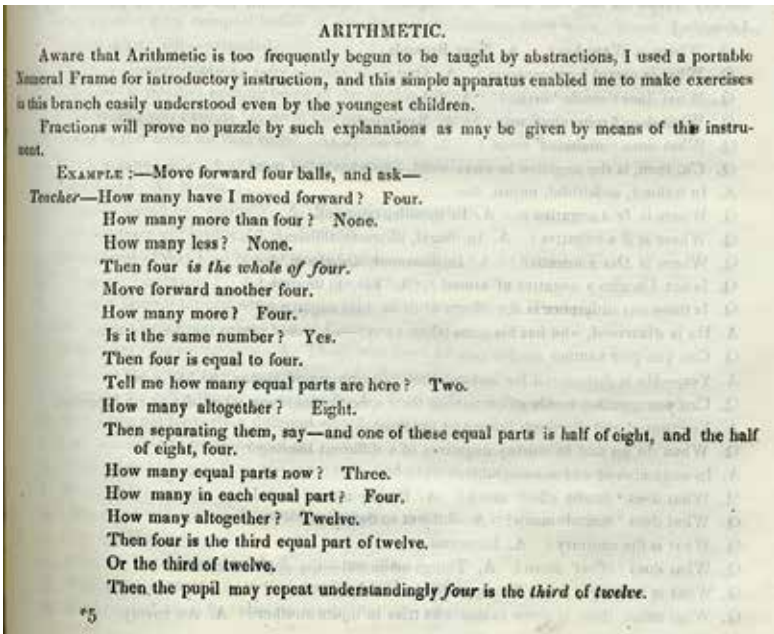 ARITHMETIC.
Aware that Arithmetic is too frequently begun to be taught by abstractions, I used a portable
Numeral Frame for introductory instruction, and this simple apparatus enabled me to make exercises
in this branch easily understood even by the youngest children.
Fractions will prove no puzzle by such explanations as may be given by means of this instru-
ment.
EXAMPLE :—Move forward four balls, and ask—
Teacher—How many have I moved forward ? Four.
How many more than four ? None.
How many less ? None.
Then four is the whole of four.
Move forward another four.
How many more ? Four.
Is it the same number ? Yes.
Then four is equal to four.
Tell me how many equal parts are here ? Two.
How many altogether ? Eight.
Then separating them, say—and one of these equal parts is half of eight, and the half
of eight, four.
How many equal parts now ? Three.
How many in each equal part ? Four.
How many altogether ? Twelve.
Then four is the third equal part of twelve.
Or the third of twelve.
Then the pupil may repeat understandingly four is the third of twelve.
*5